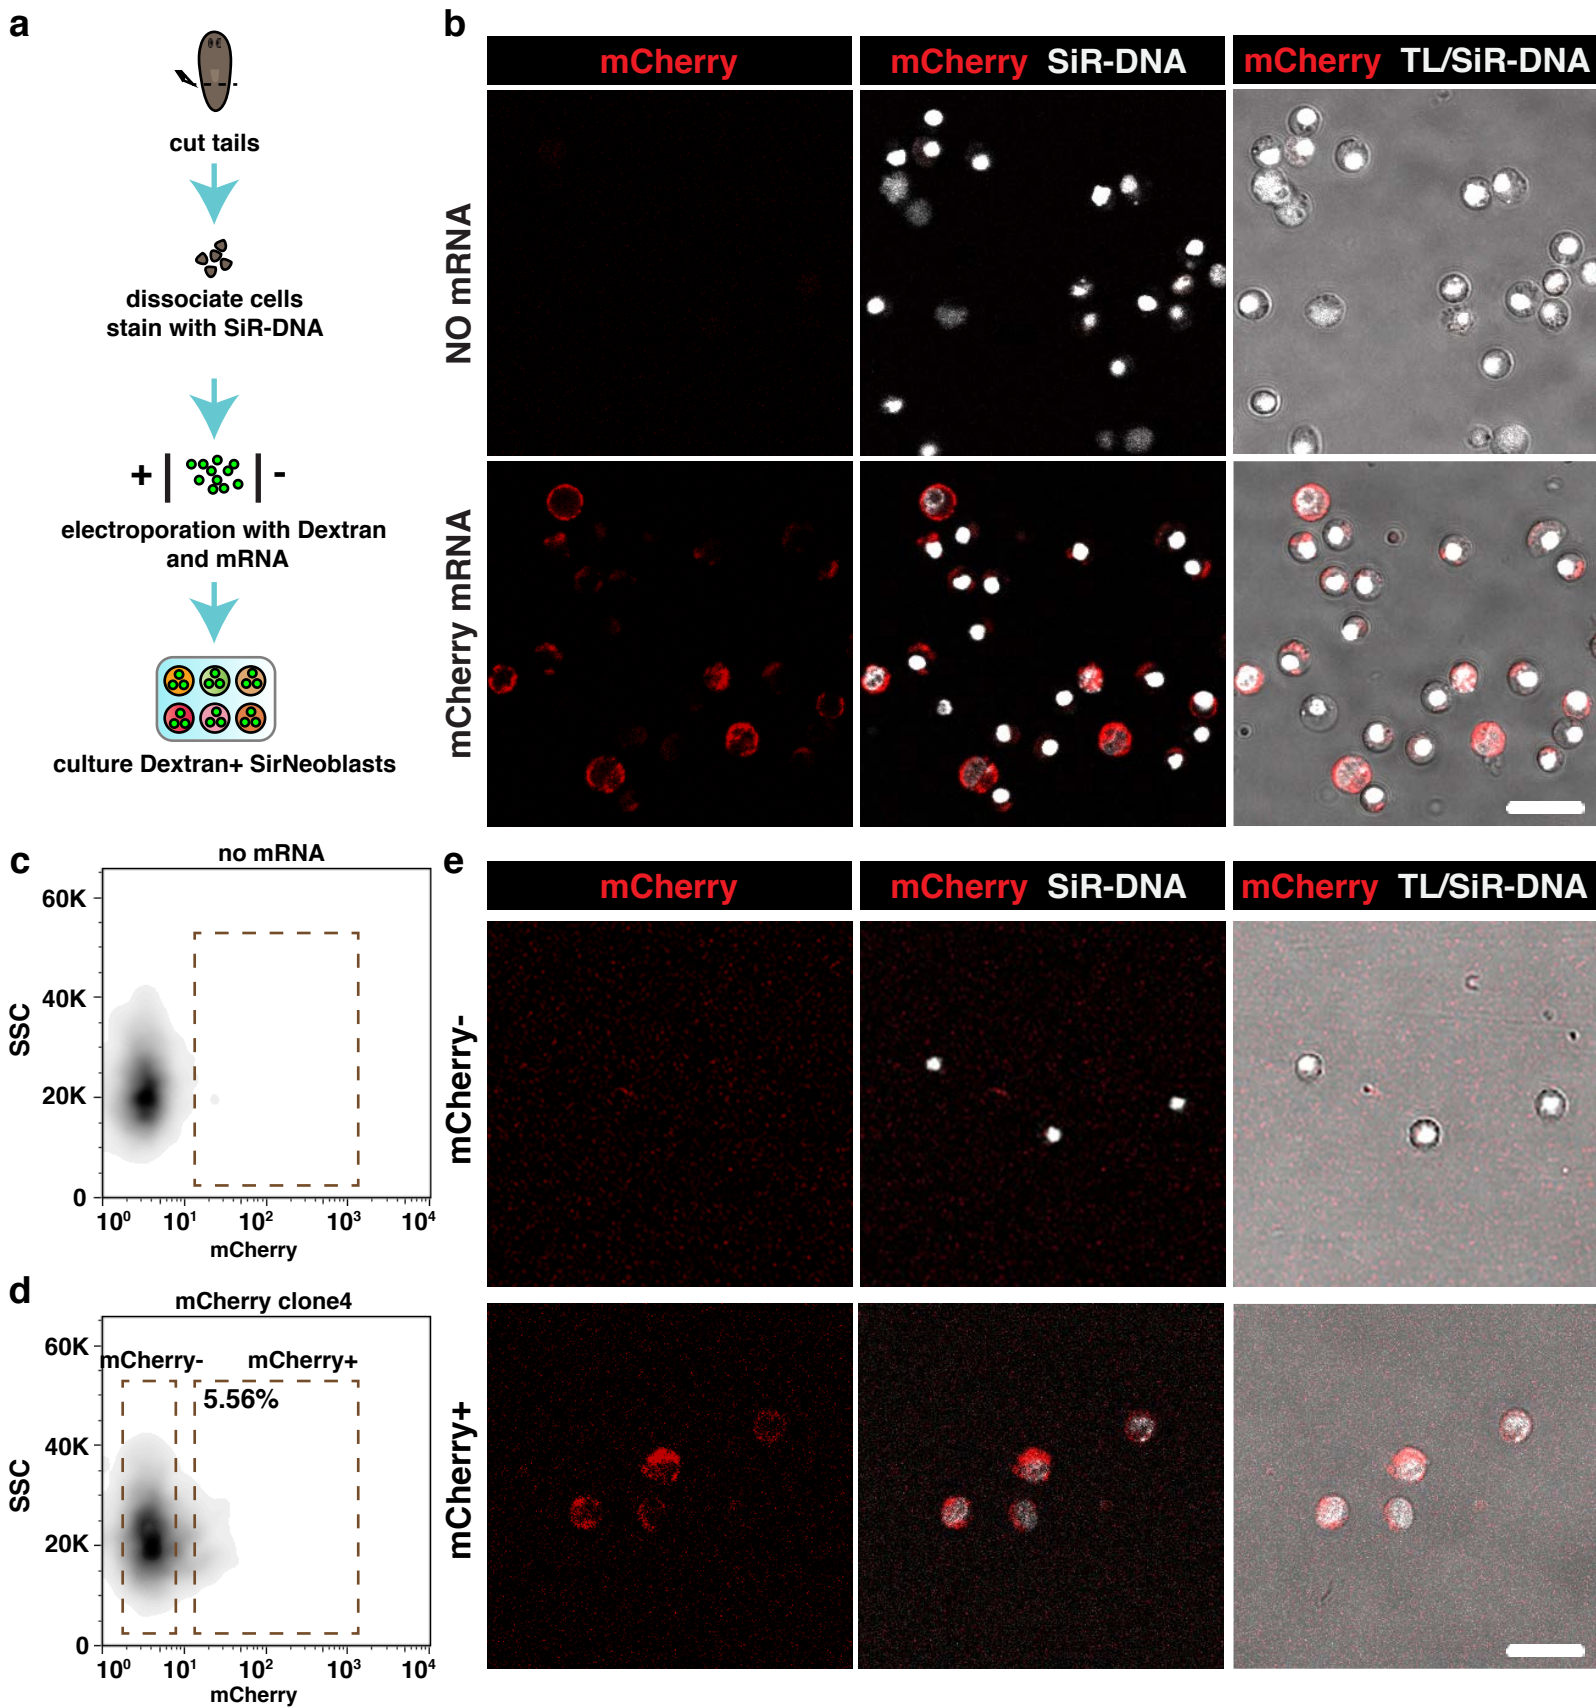 a
cut tails
dissociate cells
stain with SiR-DNA
+ | | -
electroporation with Dextran
and mRNA
culture Dextran+ SirNeoblasts
b
mCherry
mCherry SiR-DNA
mCherry TL/SiR-DNA
NO mRNA
mCherry mRNA
c
no mRNA
60K
40K
20K
0
SSC
10⁰ 10¹ 10² 10³ 10⁴
mCherry
d
mCherry clone4
mCherry- mCherry+
5.56%
60K
40K
20K
0
SSC
10⁰ 10¹ 10² 10³ 10⁴
mCherry
e
mCherry
mCherry SiR-DNA
mCherry TL/SiR-DNA
mCherry-
mCherry+